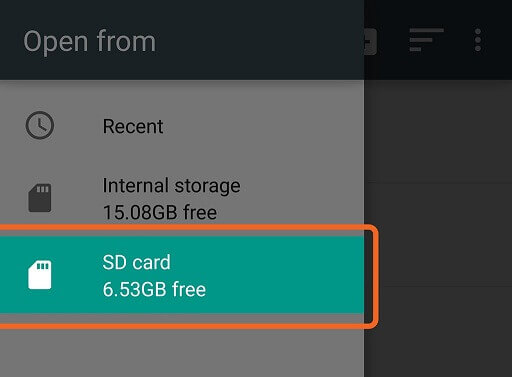 Open from
Recent
Internal storage
15.08GB free
SD card
6.53GB free